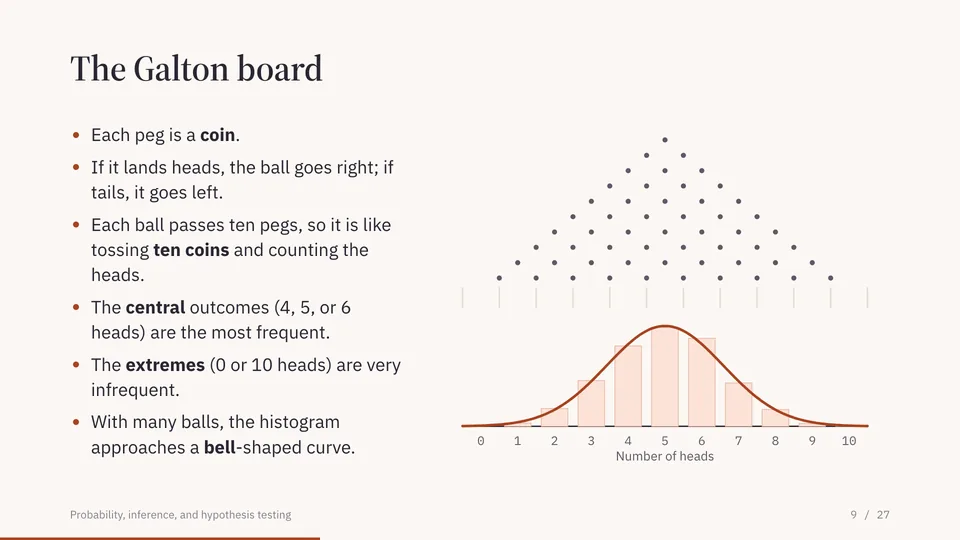 The Galton board
• Each peg is a coin.
• If it lands heads, the ball goes right; if
tails, it goes left.
• Each ball passes ten pegs, so it is like
tossing ten coins and counting the
heads.
• The central outcomes (4, 5, or 6
heads) are the most frequent.
• The extremes (0 or 10 heads) are very
infrequent.
• With many balls, the histogram
approaches a bell-shaped curve.
0 1 2 3 4 5 6 7 8 9 10
Number of heads
Probability, inference, and hypothesis testing
9 / 27